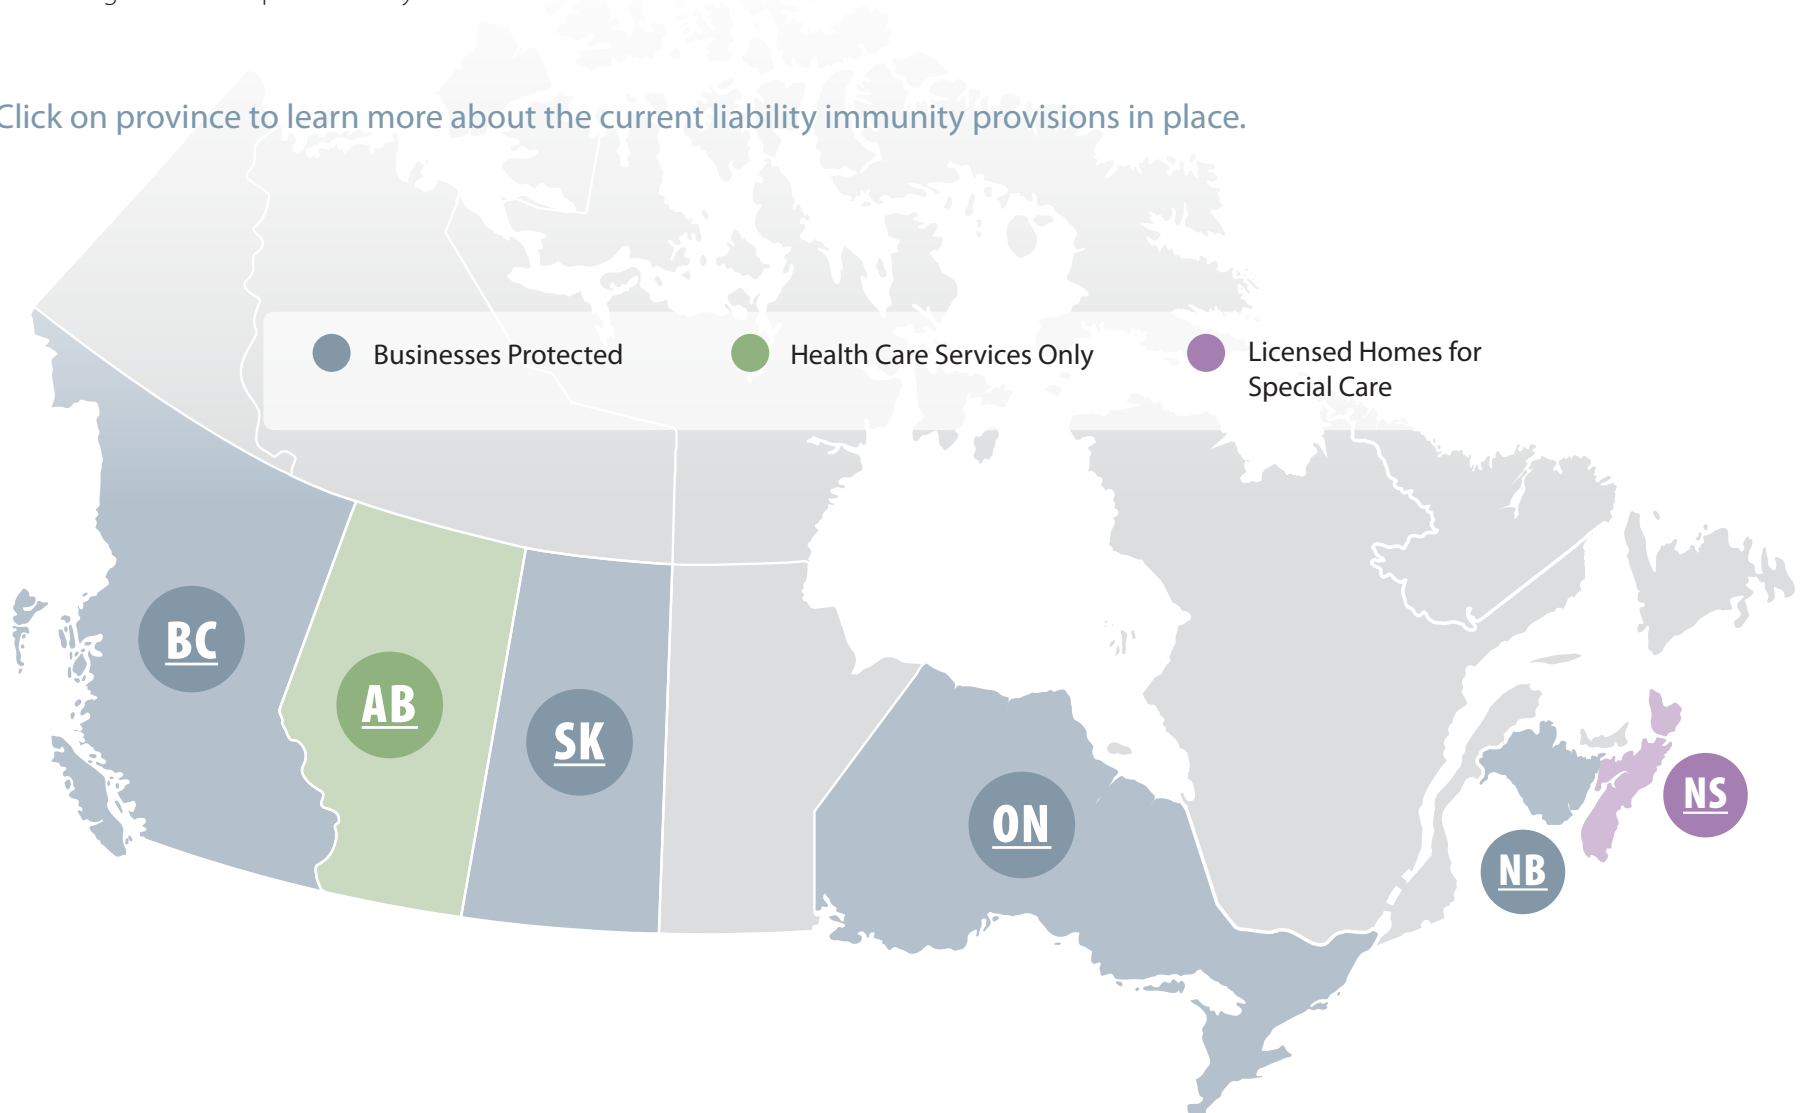 Click on province to learn more about the current liability immunity provisions in place.
Businesses Protected
Health Care Services Only
Licensed Homes for
Special Care
BC
AB
SK
ON
NS
NB